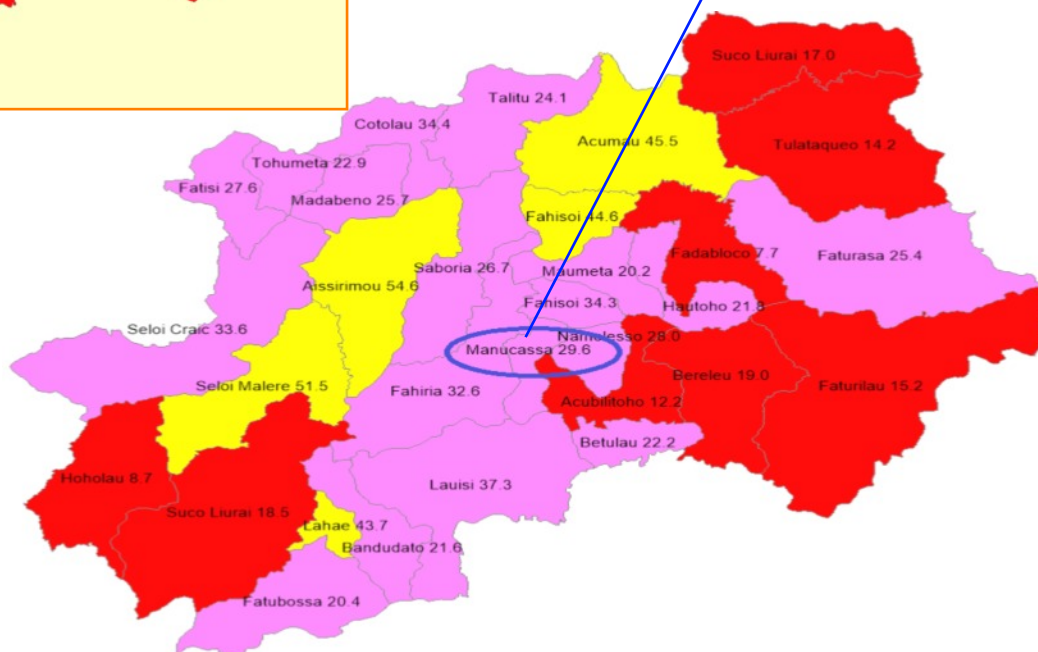 Suco Liurai 17.0
Talitu 24.1
Cotolau 34.4
Acumau 45.5
Tulataqueo 14.2
Tohumeta 22.9
Fatisi 27.6
Madabeno 25.7
Fahisoi 44.6
Fadabloco 7.7
Faturasa 25.4
Saboria 26.7
Maumeta 20.2
Aissirimou 54.6
Fahisoi 34.3
Hautoho 21.8
Seloi Craic 33.6
Namolesso 28.0
Manucassa 29.6
Bereleu 19.0
Seloi Malere 51.5
Fahiria 32.6
Faturilau 15.2
Acubilitoho 12.2
Betulau 22.2
Hoholau 8.7
Lauisi 37.3
Suco Liurai 18.5
Lahae 43.7
Bandudato 21.6
Fatubossa 20.4